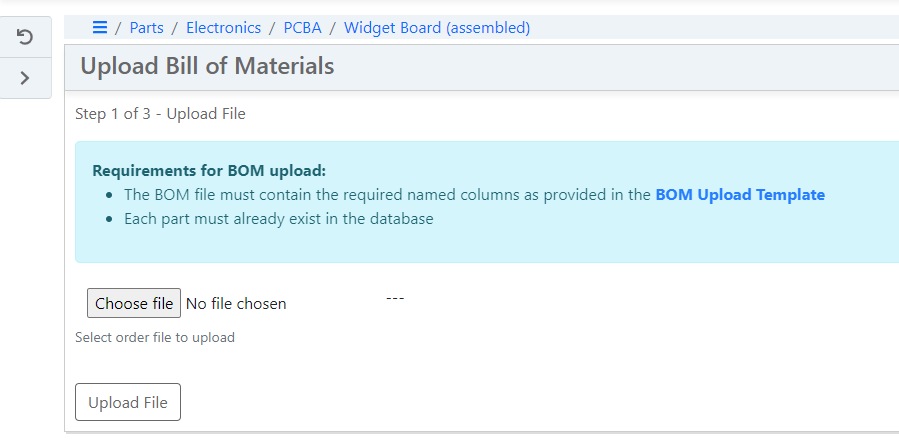 / Parts / Electronics / PCBA / Widget Board (assembled)
Upload Bill of Materials
Step 1 of 3 - Upload File
Requirements for BOM upload:
• The BOM file must contain the required named columns as provided in the BOM Upload Template
• Each part must already exist in the database
Choose file No file chosen ---
Select order file to upload
Upload File